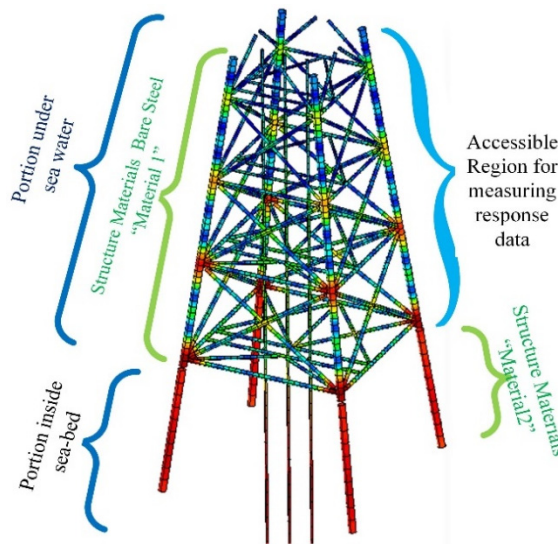 Portion under
sea water
Structure Materials Bare Steel
“Material 1”
Accessible
Region for
measuring
response
data
Portion inside
sea-bed
Structure Materials
“Material2”